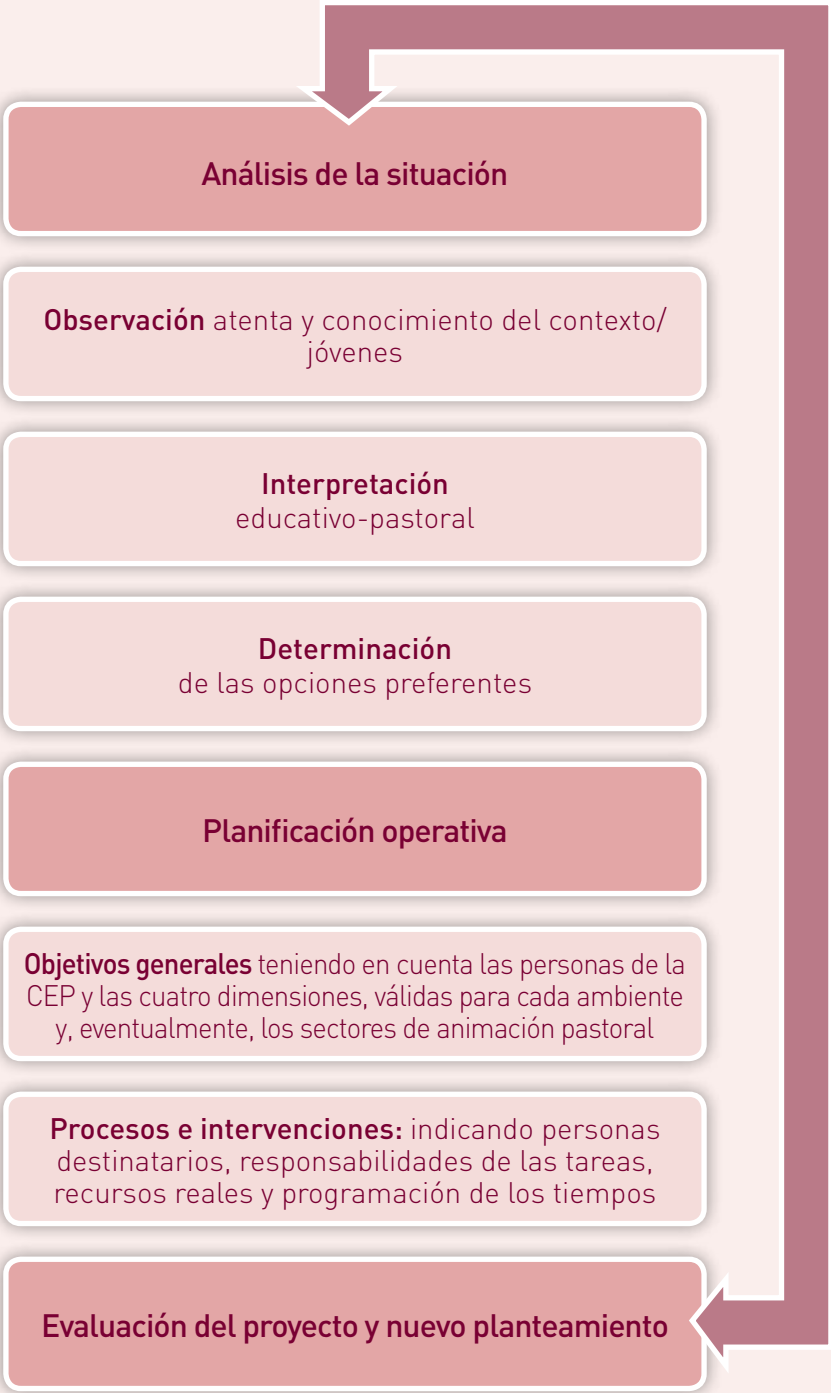 Análisis de la situación
Observación atenta y conocimiento del contexto/
jóvenes
Interpretación
educativo-pastoral
Determinación
de las opciones preferentes
Planificación operativa
Objetivos generales teniendo en cuenta las personas de la
CEP y las cuatro dimensiones, válidas para cada ambiente
y, eventualmente, los sectores de animación pastoral
Procesos e intervenciones: indicando personas
destinatarios, responsabilidades de las tareas,
recursos reales y programación de los tiempos
Evaluación del proyecto y nuevo planteamiento